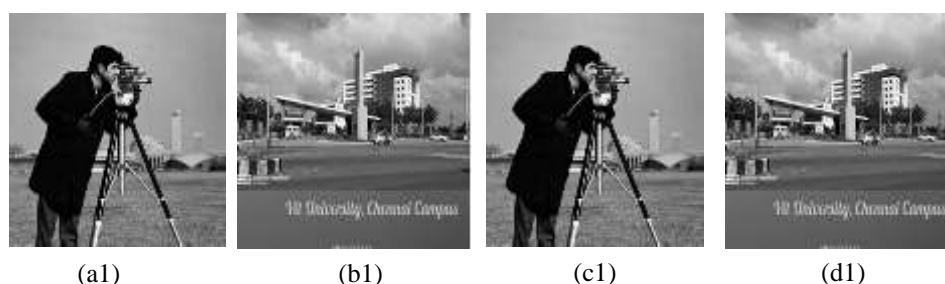 Vit University, Chennai Campus
Vit University, Chennai Campus
(a1) (b1) (c1) (d1)